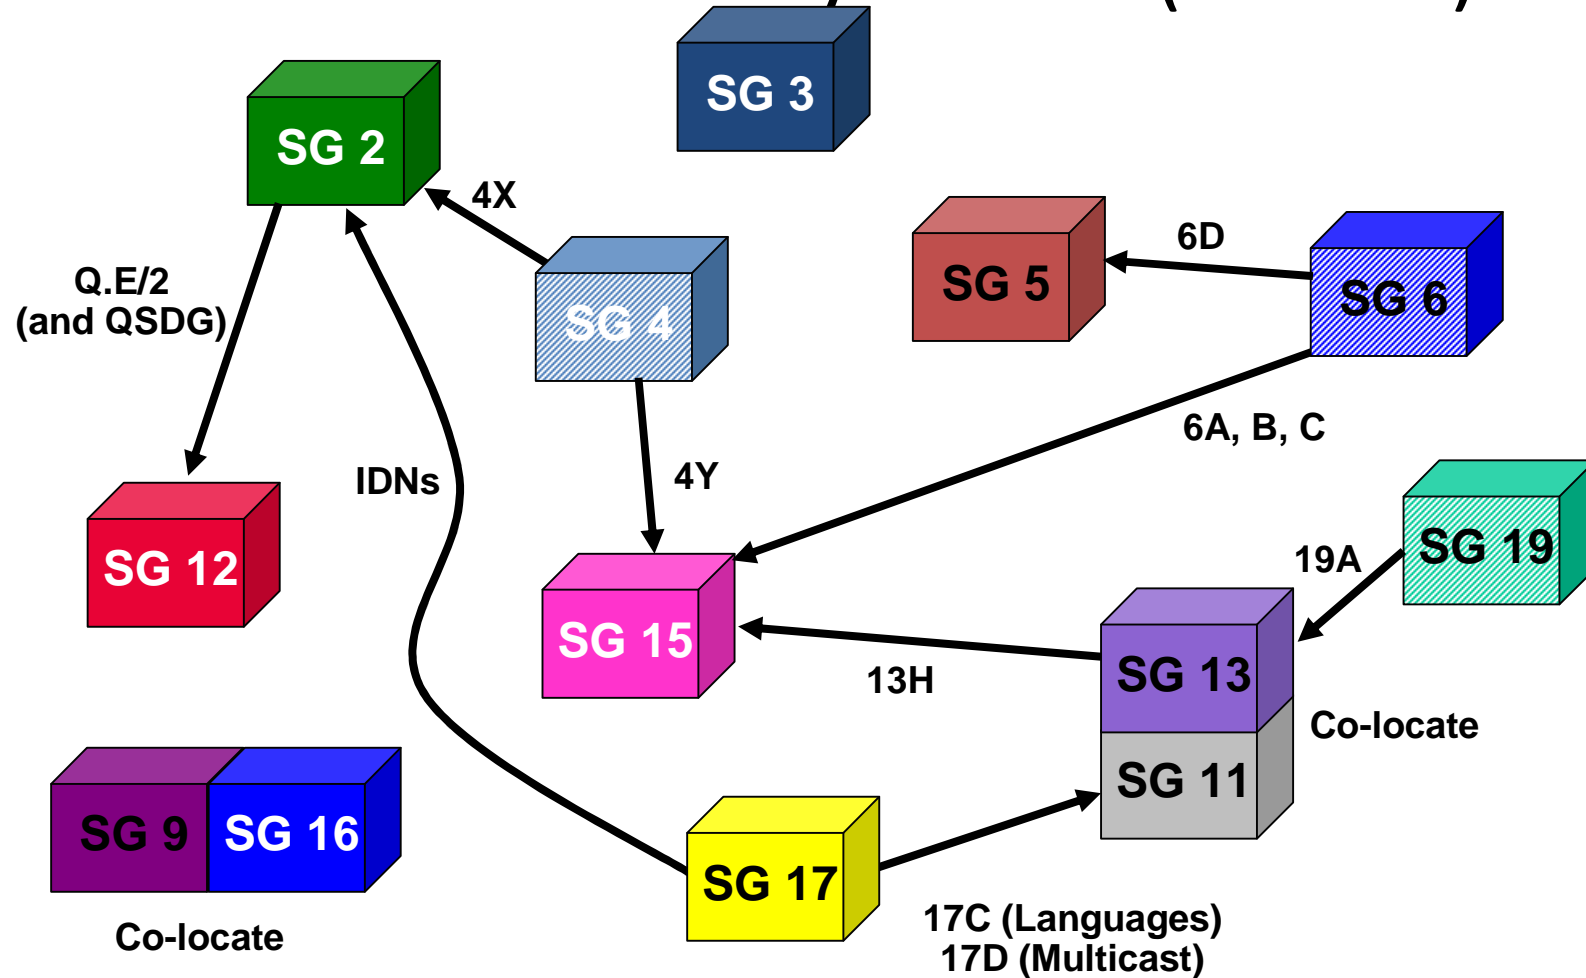 SG 3
SG 2
4X
6D
SG 5
SG 6
Q.E/2
(and QSDG)
SG 4
6A, B, C
IDNs
4Y
SG 12
19A
SG 19
SG 15
13H
SG 13
Co-locate
SG 11
SG 9
SG 16
SG 17
Co-locate
17C (Languages)
17D (Multicast)